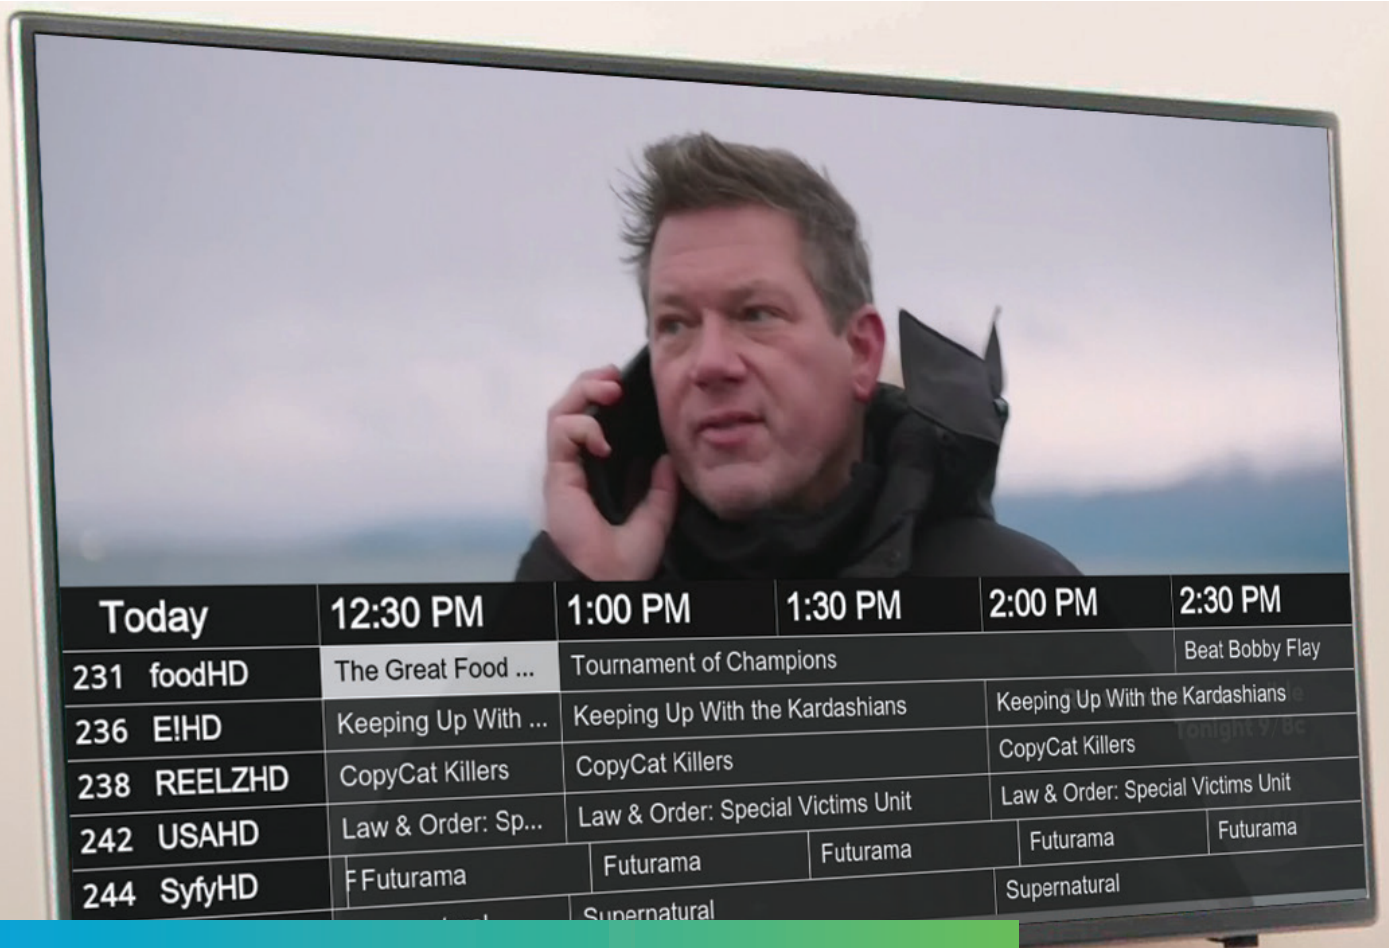 Today 12:30 PM 1:00 PM 1:30 PM 2:00 PM 2:30 PM
231 foodHD The Great Food ... Tournament of Champions Beat Bobby Flay
236 E!HD Keeping Up With ... Keeping Up With the Kardashians Keeping Up With the Kardashians
Tonight 9/8c
238 REELZHD CopyCat Killers CopyCat Killers CopyCat Killers
242 USAHD Law & Order: Sp... Law & Order: Special Victims Unit Law & Order: Special Victims Unit
244 SyfyHD F Futurama Futurama Futurama Futurama Futurama
Supernatural Supernatural